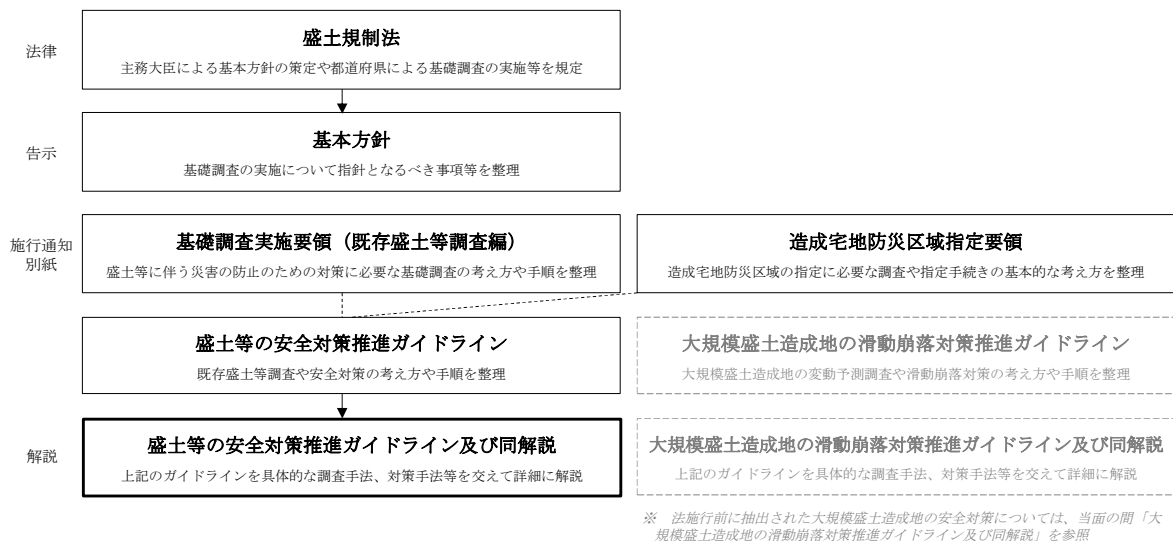 法律
盛土規制法
主務大臣による基本方針の策定や都道府県による基礎調査の実施等を規定
告示
基本方針
基礎調査の実施について指針となるべき事項等を整理
施行通知
別紙
基礎調査実施要領（既存盛土等調査編）
盛土等に伴う災害の防止のための対策に必要な基礎調査の考え方や手順を整理
造成宅地防災区域指定要領
造成宅地防災区域の指定に必要な調査や指定手続きの基本的な考え方を整理
盛土等の安全対策推進ガイドライン
既存盛土等調査や安全対策の考え方や手順を整理
大規模盛土造成地の滑動崩落対策推進ガイドライン
大規模盛土造成地の変動予測調査や滑動崩落対策の考え方や手順を整理
解説
盛土等の安全対策推進ガイドライン及び同解説
上記のガイドラインを具体的な調査手法、対策手法等を交えて詳細に解説
大規模盛土造成地の滑動崩落対策推進ガイドライン及び同解説
上記のガイドラインを具体的な調査手法、対策手法等を交えて詳細に解説
※　法施行前に抽出された大規模盛土造成地の安全対策については、当面の間「大
規模盛土造成地の滑動崩落対策推進ガイドライン及び同解説」を参照